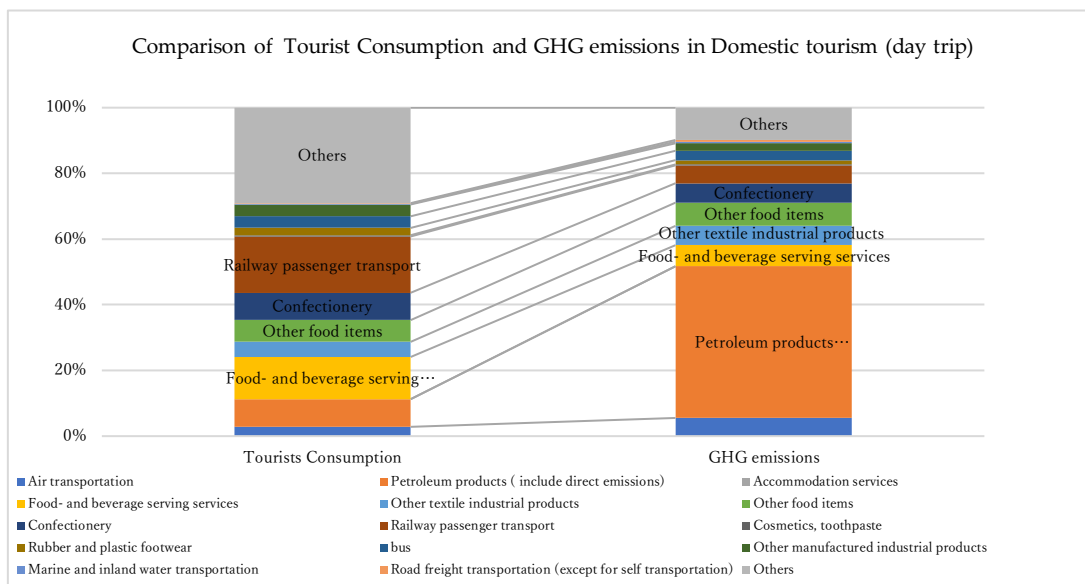 Comparison of Tourist Consumption and GHG emissions in Domestic tourism (day trip)
100%
80%
60%
40%
20%
0%
Others
Railway passenger transport
Confectionery
Other food items
Food- and beverage serving…
Others
Confectionery
Other food items
Other textile industrial products
Food- and beverage serving services
Petroleum products…
Tourists Consumption
GHG emissions
Air transportation
Petroleum products ( include direct emissions)
Accommodation services
Food- and beverage serving services
Other textile industrial products
Other food items
Confectionery
Railway passenger transport
Cosmetics, toothpaste
Rubber and plastic footwear
bus
Other manufactured industrial products
Marine and inland water transportation
Road freight transportation (except for self transportation)
Others